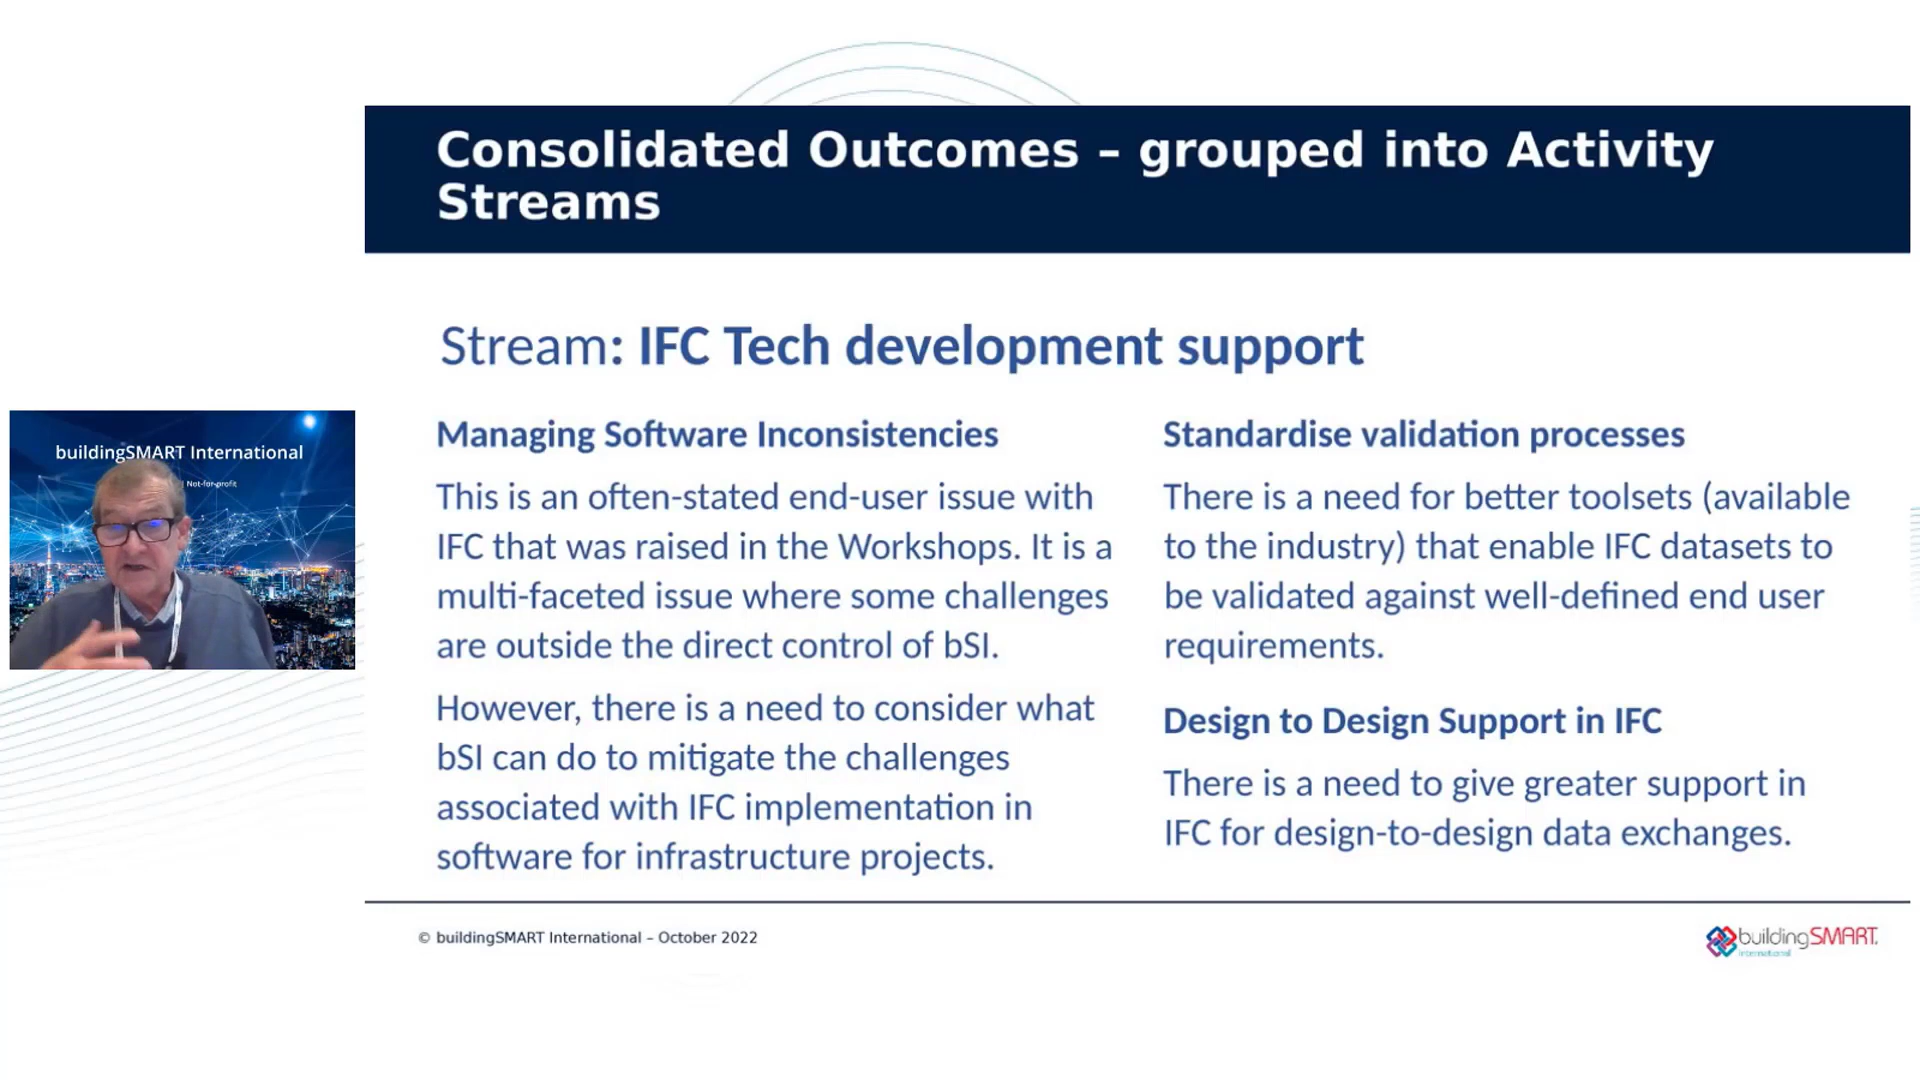 Consolidated Outcomes – grouped into Activity
Streams
Stream: IFC Tech development support
Managing Software Inconsistencies
This is an often-stated end-user issue with
IFC that was raised in the Workshops. It is a
multi-faceted issue where some challenges
are outside the direct control of bSI.
However, there is a need to consider what
bSI can do to mitigate the challenges
associated with IFC implementation in
software for infrastructure projects.
Standardise validation processes
There is a need for better toolsets (available
to the industry) that enable IFC datasets to
be validated against well-defined end user
requirements.
Design to Design Support in IFC
There is a need to give greater support in
IFC for design-to-design data exchanges.
buildingSMART International
| Not-for-profit
© buildingSMART International – October 2022
buildingSMART.
International